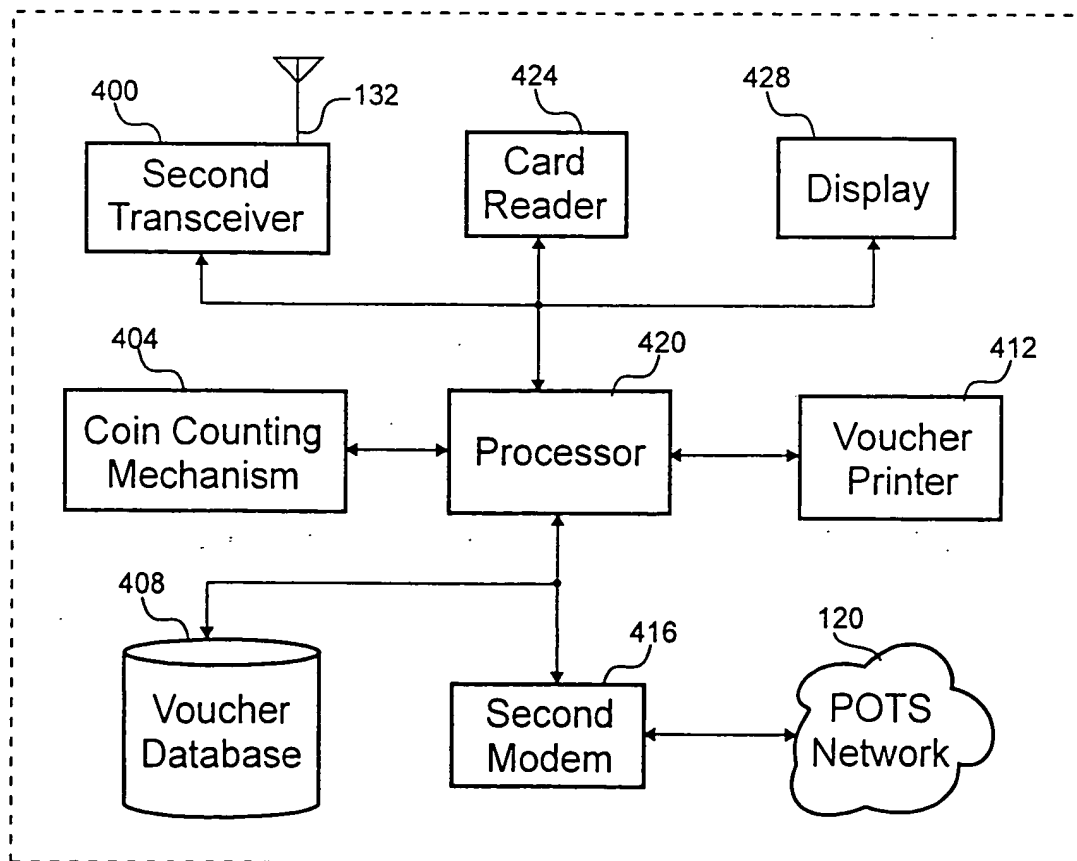 400
132
424
428
Second
Transceiver
Card
Reader
Display
404
420
412
Coin Counting
Mechanism
Processor
Voucher
Printer
408
416
120
Voucher
Database
Second
Modem
POTS
Network